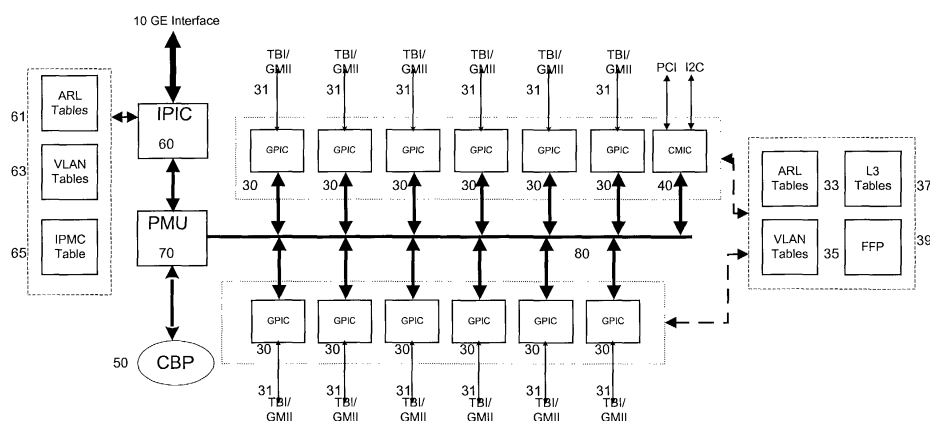 10 GE Interface
TBI/
GMII
TBI/
GMII
TBI/
GMII
TBI/
GMII
TBI/
GMII
TBI/
GMII
PCI I2C
31 31 31 31 31 31
61
ARL
Tables
IPIC
60
GPIC GPIC GPIC GPIC GPIC GPIC CMIC
30 30 30 30 30 30 40
63
VLAN
Tables
ARL
Tables
33
L3
Tables
37
65
IPMC
Table
PMU
70
80
VLAN
Tables
35
FFP
39
GPIC GPIC GPIC GPIC GPIC GPIC
30 30 30 30 30 30
50
CBP
31 31 31 31 31 31
TBI/
GMII
TBI/
GMII
TBI/
GMII
TBI/
GMII
TBI/
GMII
TBI/
GMII